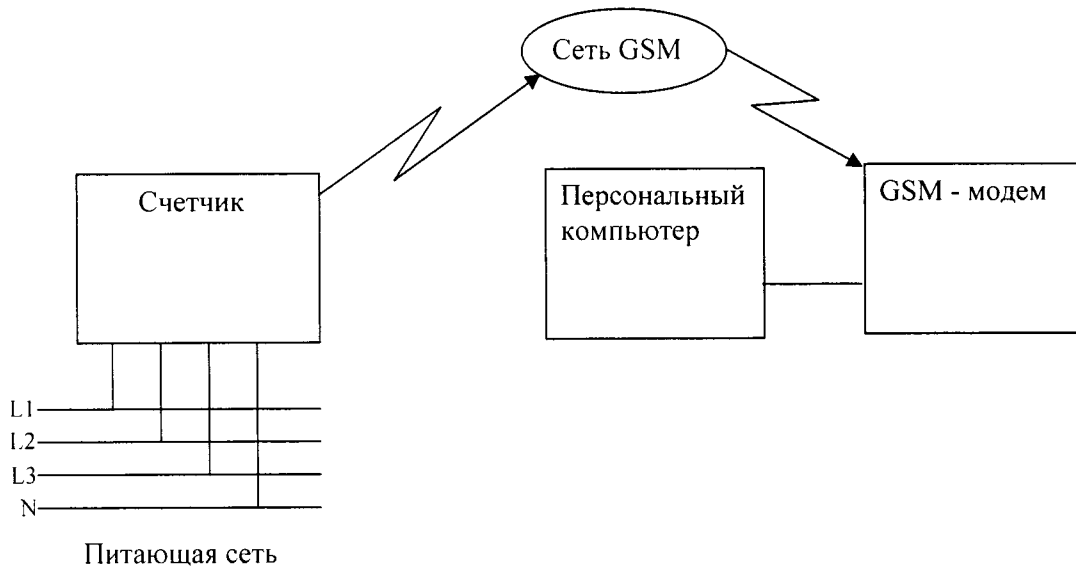 Сеть GSM
Счетчик
Персональный
компьютер
GSM - модем
L1
L2
L3
N
Питающая сеть